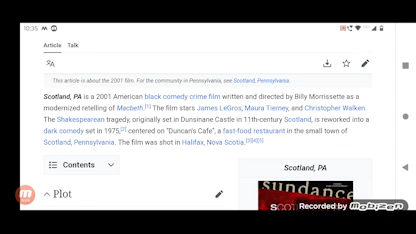 10:35
Article Talk
This article is about the 2001 film. For the community in Pennsylvania, see Scotland, Pennsylvania.
Scotland, PA is a 2001 American black comedy crime film written and directed by Billy Morrissette as a
modernized retelling of Macbeth.[1] The film stars James LeGros, Maura Tierney, and Christopher Walken.
The Shakespearean tragedy, originally set in Dunsinane Castle in 11th-century Scotland, is reworked into a
dark comedy set in 1975,[2] centered on "Duncan's Cafe", a fast-food restaurant in the small town of
Scotland, Pennsylvania. The film was shot in Halifax, Nova Scotia.[3][4][5]
Contents
Scotland, PA
Plot
sundance
SCOT
Recorded by Mobizen